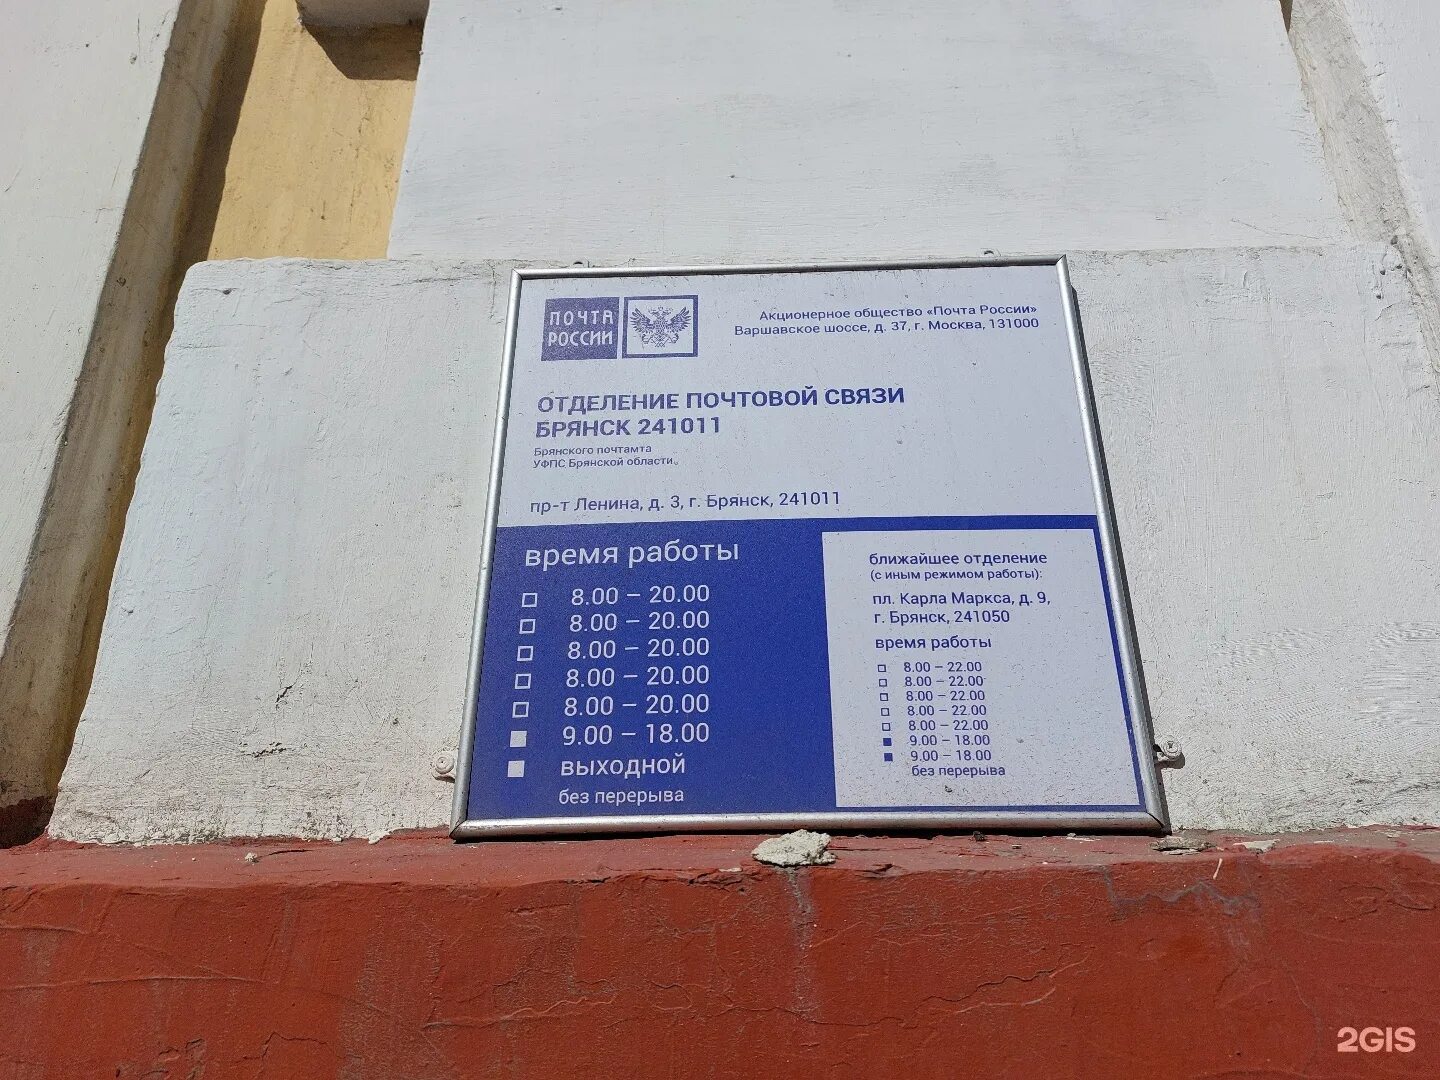 ПОЧТА
РОССИИ
Акционерное общество «Почта России»
Варшавское шоссе, д. 37, г. Москва, 131000
ОТДЕЛЕНИЕ ПОЧТОВОЙ СВЯЗИ
БРЯНСК 241011
Брянского почтамта
УФПС Брянской области
пр-т Ленина, д. 3, г. Брянск, 241011
время работы
8.00 – 20.00
8.00 – 20.00
8.00 – 20.00
8.00 – 20.00
8.00 – 20.00
9.00 – 18.00
выходной
без перерыва
ближайшее отделение
(с иным режимом работы):
пл. Карла Маркса, д. 9,
г. Брянск, 241050
время работы
8.00 – 22.00
8.00 – 22.00
8.00 – 22.00
8.00 – 22.00
8.00 – 22.00
9.00 – 18.00
9.00 – 18.00
без перерыва
2GIS